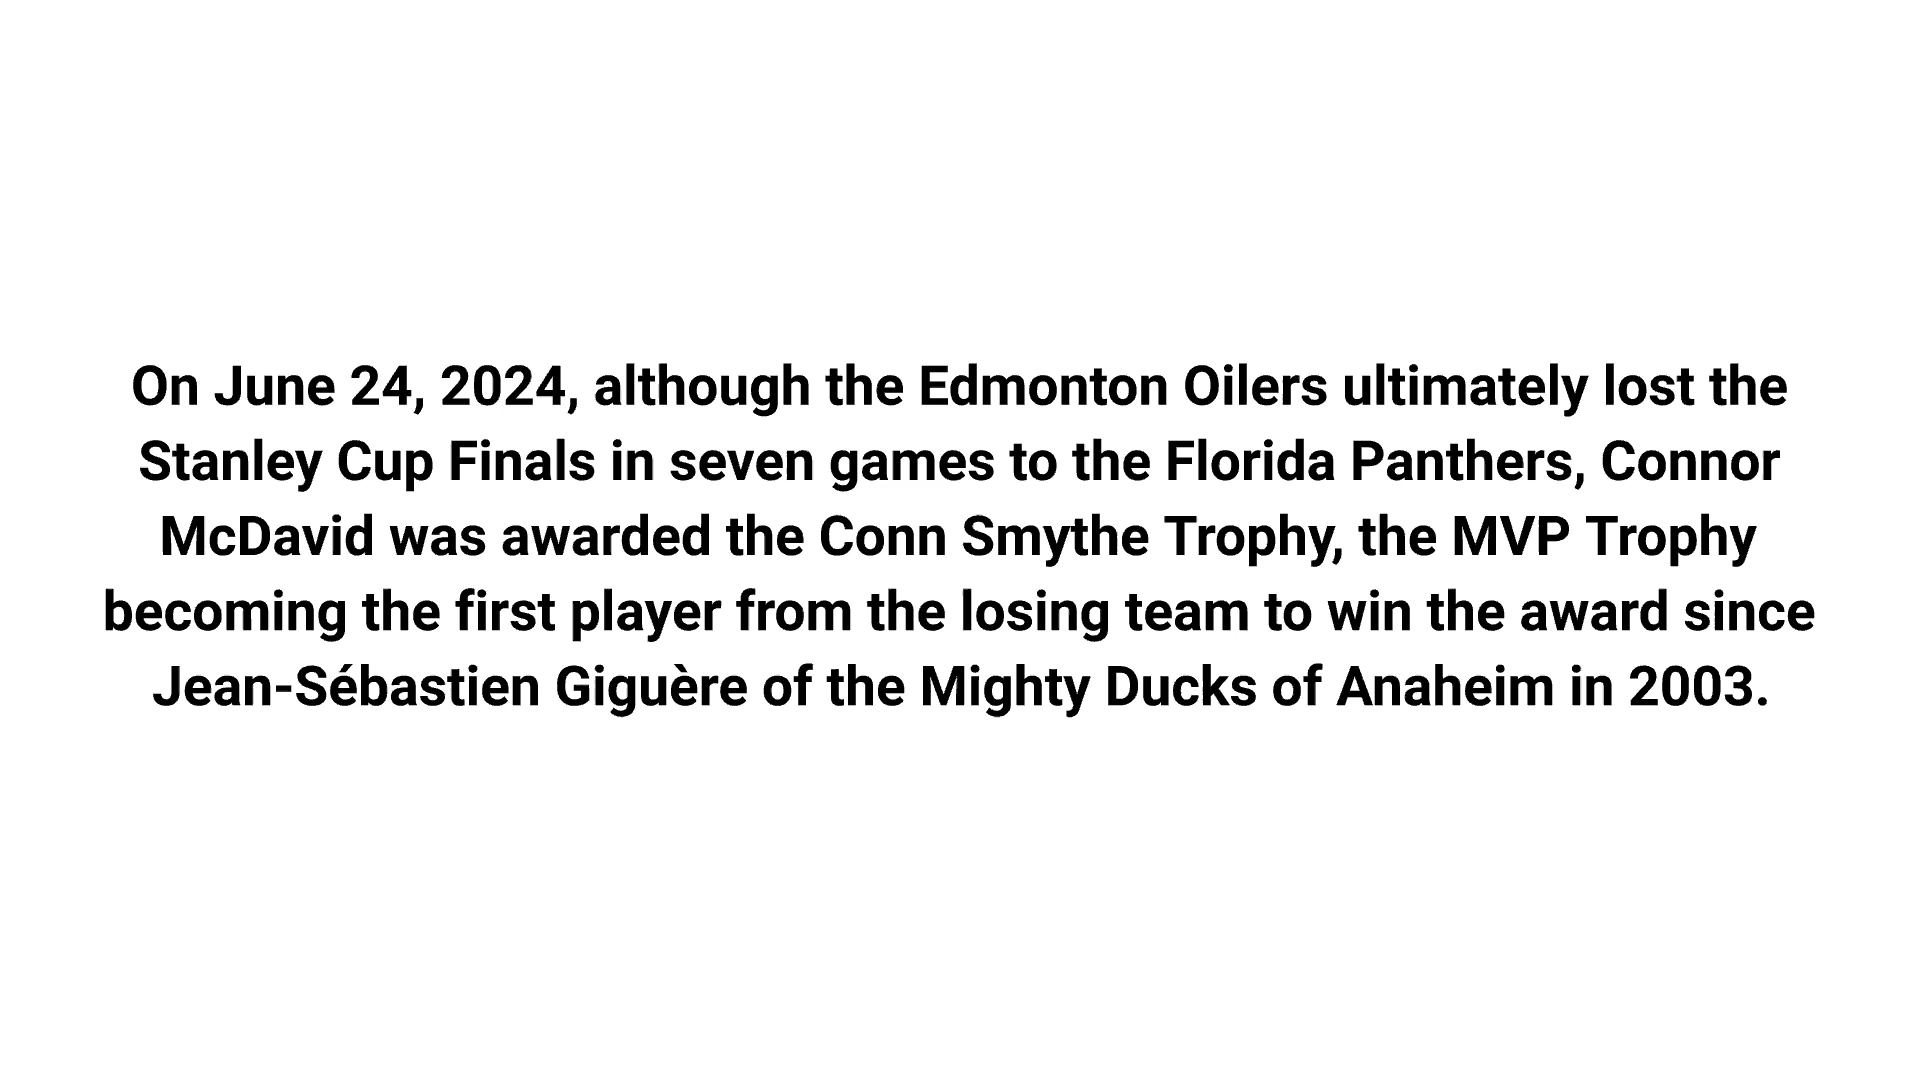 On June 24, 2024, although the Edmonton Oilers ultimately lost the
Stanley Cup Finals in seven games to the Florida Panthers, Connor
McDavid was awarded the Conn Smythe Trophy, the MVP Trophy
becoming the first player from the losing team to win the award since
Jean-Sébastien Giguère of the Mighty Ducks of Anaheim in 2003.